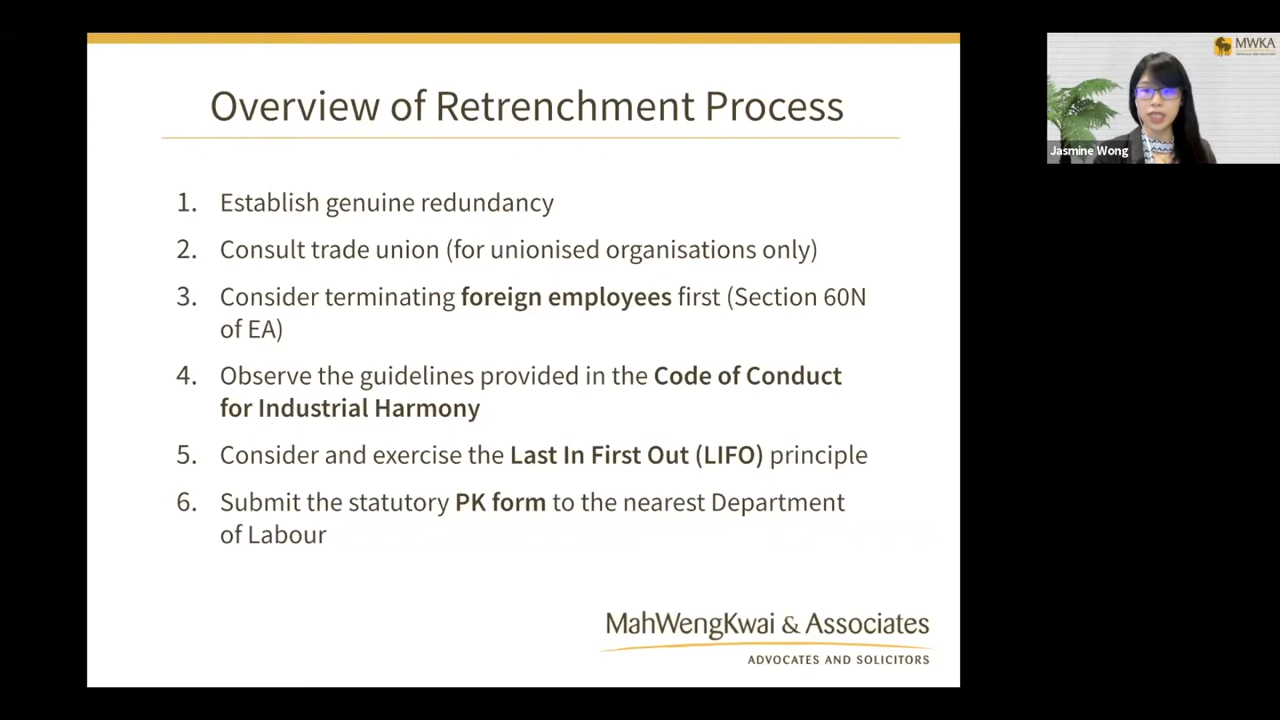 Overview of Retrenchment Process
1. Establish genuine redundancy
2. Consult trade union (for unionised organisations only)
3. Consider terminating foreign employees first (Section 60N
of EA)
4. Observe the guidelines provided in the Code of Conduct
for Industrial Harmony
5. Consider and exercise the Last In First Out (LIFO) principle
6. Submit the statutory PK form to the nearest Department
of Labour
MahWengKwai & Associates
ADVOCATES AND SOLICITORS
MWKA
Jasmine Wong